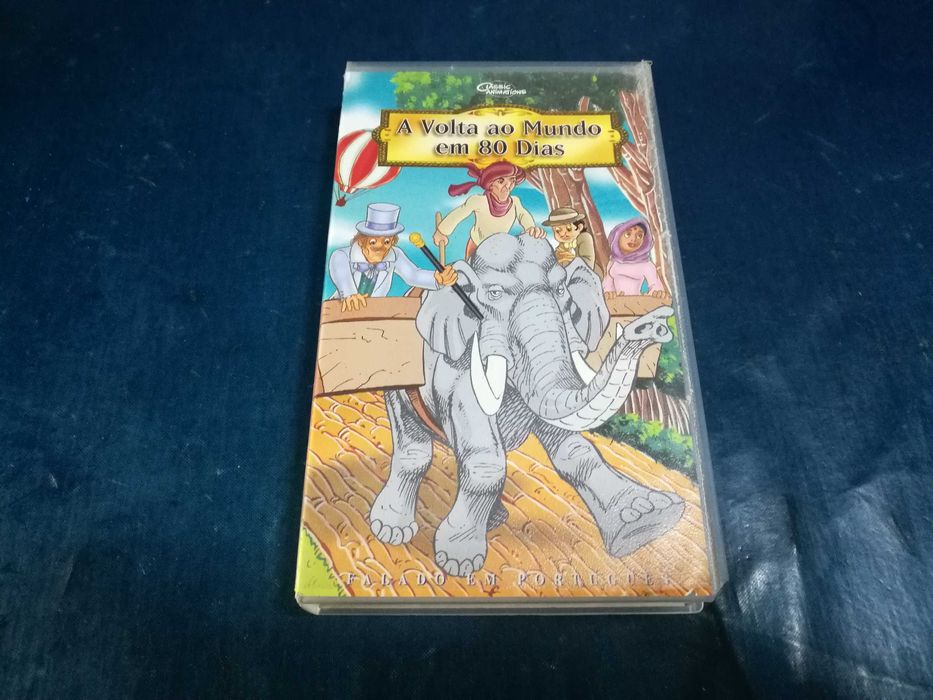 CLASSIC
ANIMATIONS
A Volta ao Mundo
em 80 Dias
FALADO EM PORTUGUÊS